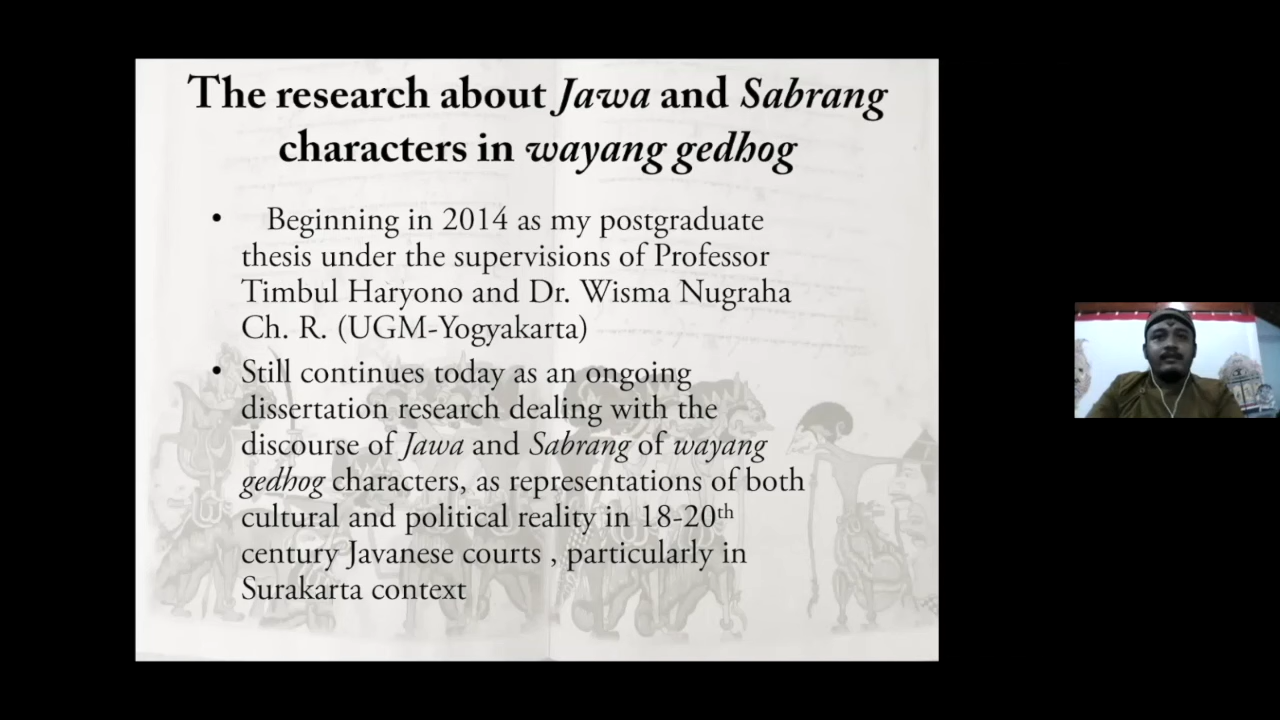 The research about Jawa and Sabrang
characters in wayang gedhog
• Beginning in 2014 as my postgraduate
thesis under the supervisions of Professor
Timbul Haryono and Dr. Wisma Nugraha
Ch. R. (UGM-Yogyakarta)
• Still continues today as an ongoing
dissertation research dealing with the
discourse of Jawa and Sabrang of wayang
gedhog characters, as representations of both
cultural and political reality in 18-20th
century Javanese courts , particularly in
Surakarta context